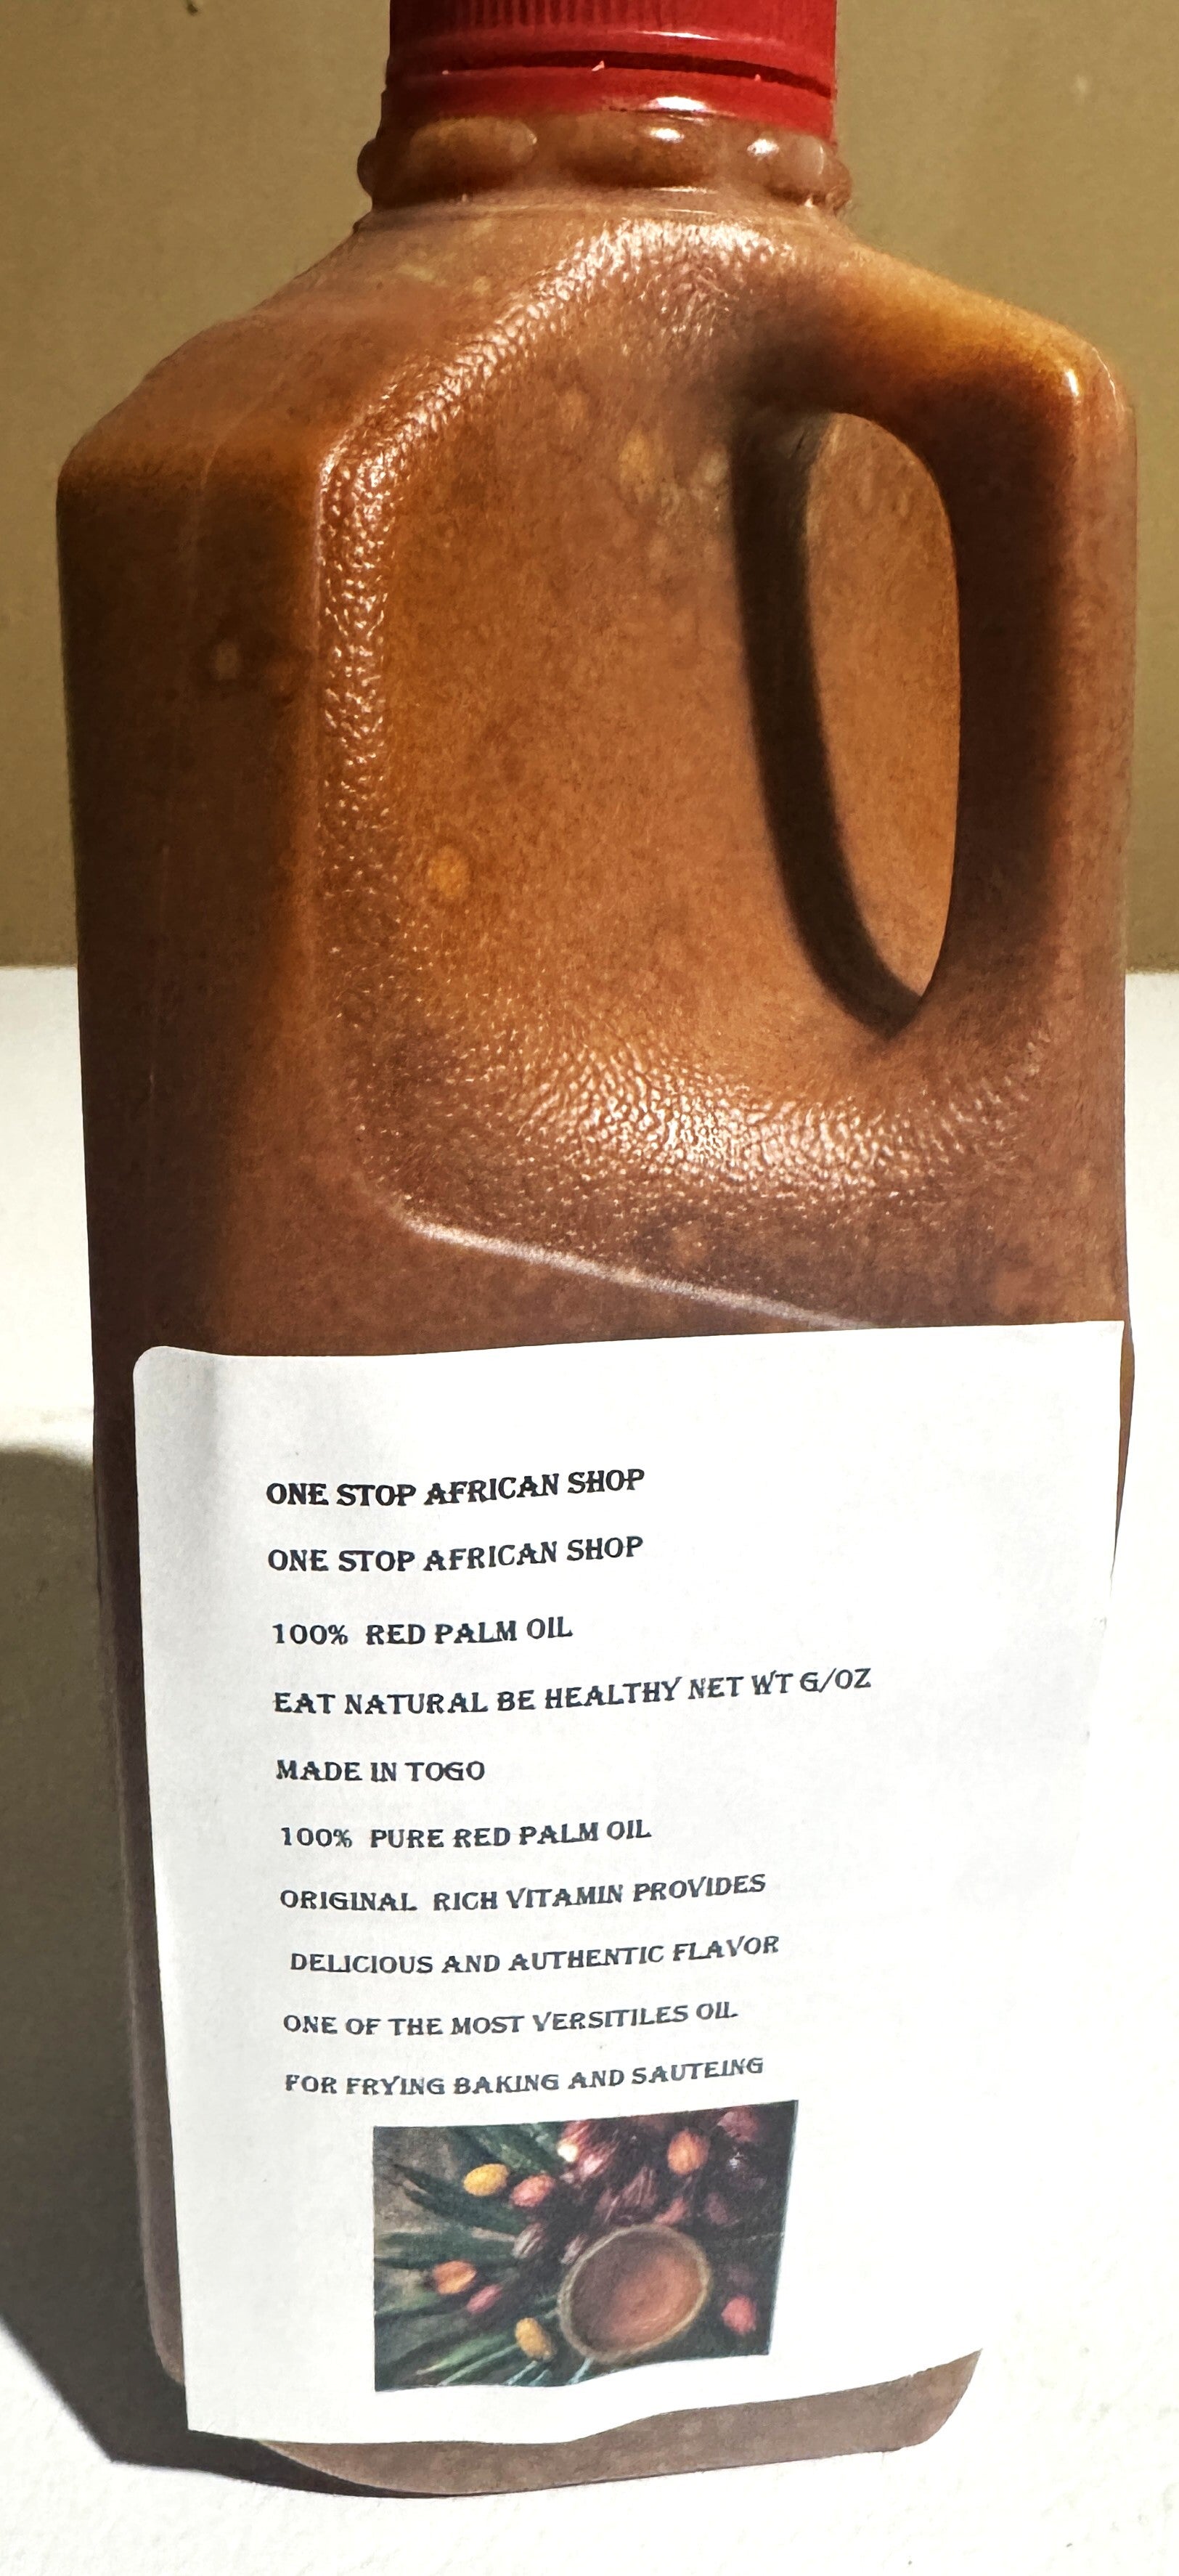 ONE STOP AFRICAN SHOP
ONE STOP AFRICAN SHOP
100% RED PALM OIL
EAT NATURAL BE HEALTHY NET WT G/OZ
MADE IN TOGO
100% PURE RED PALM OIL
ORIGINAL RICH VITAMIN PROVIDES
DELICIOUS AND AUTHENTIC FLAVOR
ONE OF THE MOST VERSITILES OIL
FOR FRYING BAKING AND SAUTEING